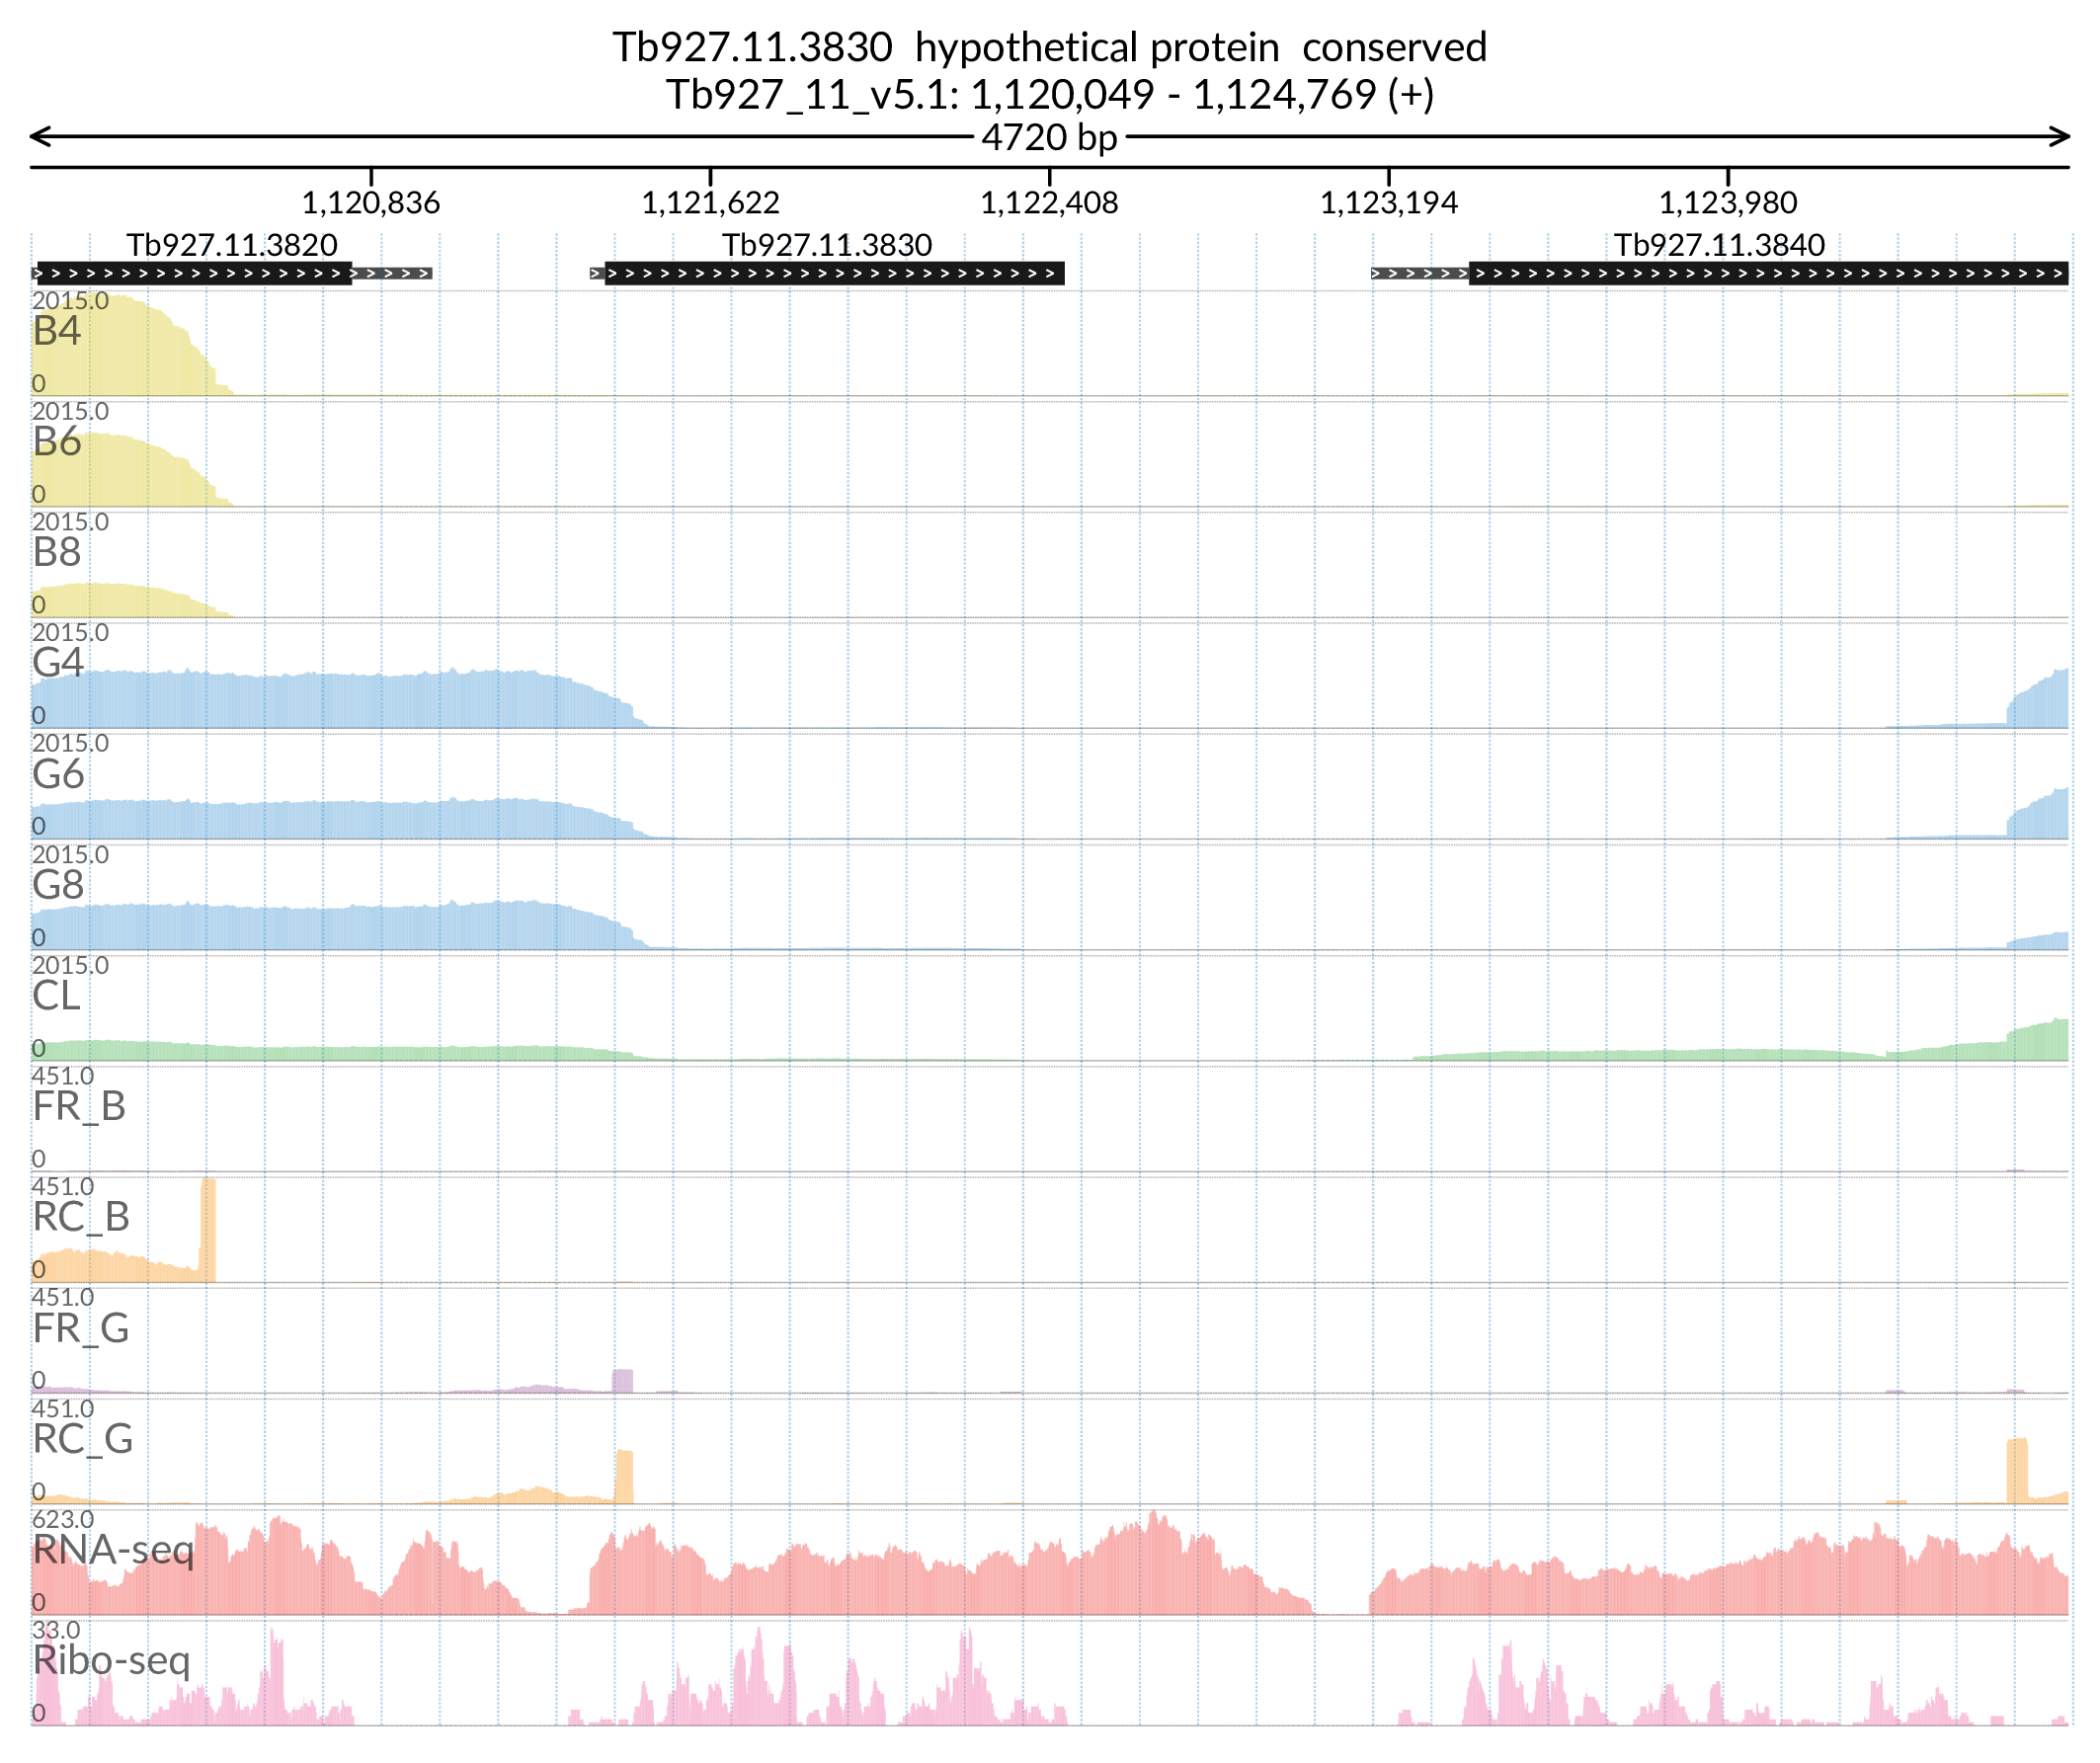 Tb927.11.3830 hypothetical protein conserved
Tb927_11_v5.1: 1,120,049 - 1,124,769 (+)
4720 bp
1,120,836 1,121,622 1,122,408 1,123,194 1,123,980
Tb927.11.3820 Tb927.11.3830 Tb927.11.3840
2015.0
B4
0
2015.0
B6
0
2015.0
B8
0
2015.0
G4
0
2015.0
G6
0
2015.0
G8
0
2015.0
CL
0
451.0
FR_B
0
451.0
RC_B
0
451.0
FR_G
0
451.0
RC_G
0
623.0
RNA-seq
0
33.0
Ribo-seq
0